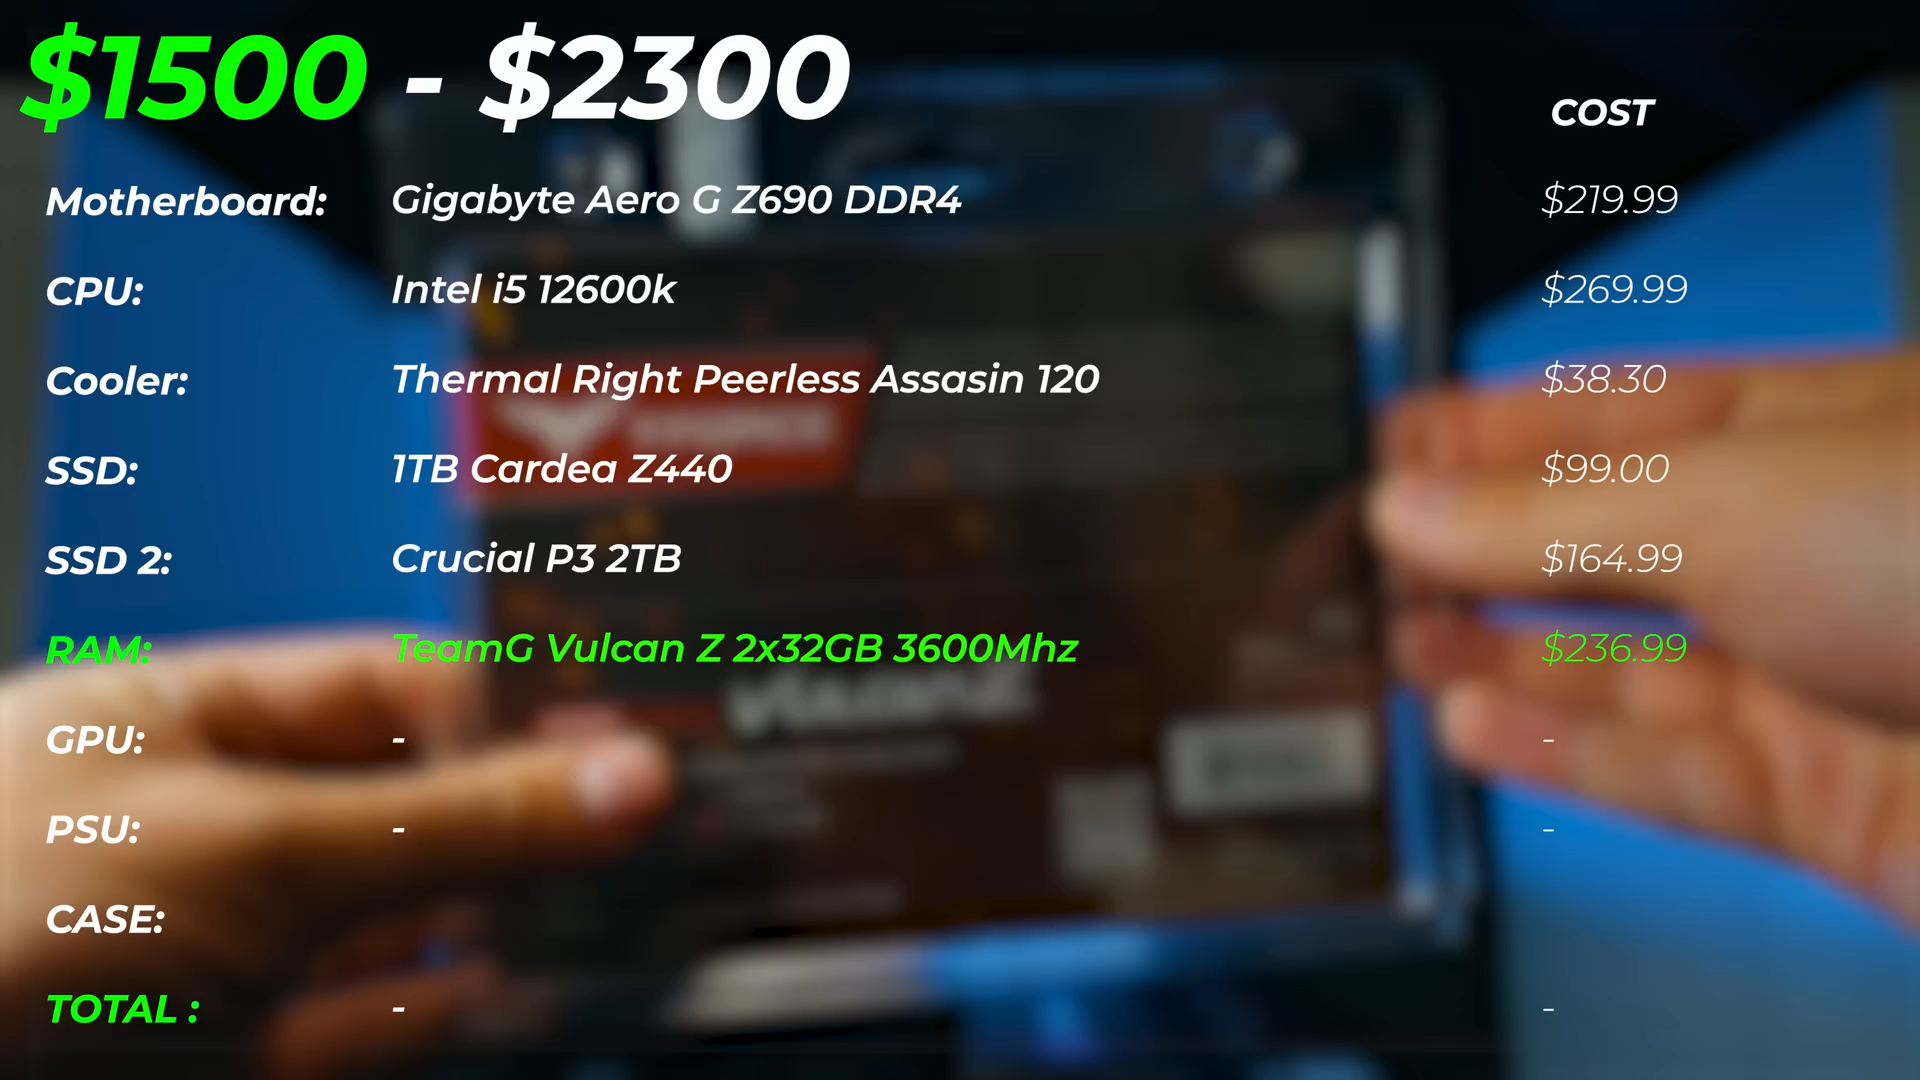 $1500 - $2300
COST
Motherboard: Gigabyte Aero G Z690 DDR4 $219.99
CPU: Intel i5 12600k $269.99
Cooler: Thermal Right Peerless Assasin 120 $38.30
SSD: 1TB Cardea Z440 $99.00
SSD 2: Crucial P3 2TB $164.99
RAM: TeamG Vulcan Z 2x32GB 3600Mhz $236.99
GPU: - -
PSU: - -
CASE:
TOTAL : - -